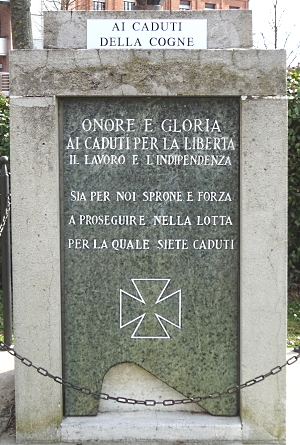 AI CADUTI
DELLA COGNE
ONORE E GLORIA
AI CADUTI PER LA LIBERTA
IL LAVORO E L'INDIPENDENZA
SIA PER NOI SPRONE E FORZA
A PROSEGUIRE NELLA LOTTA
PER LA QUALE SIETE CADUTI